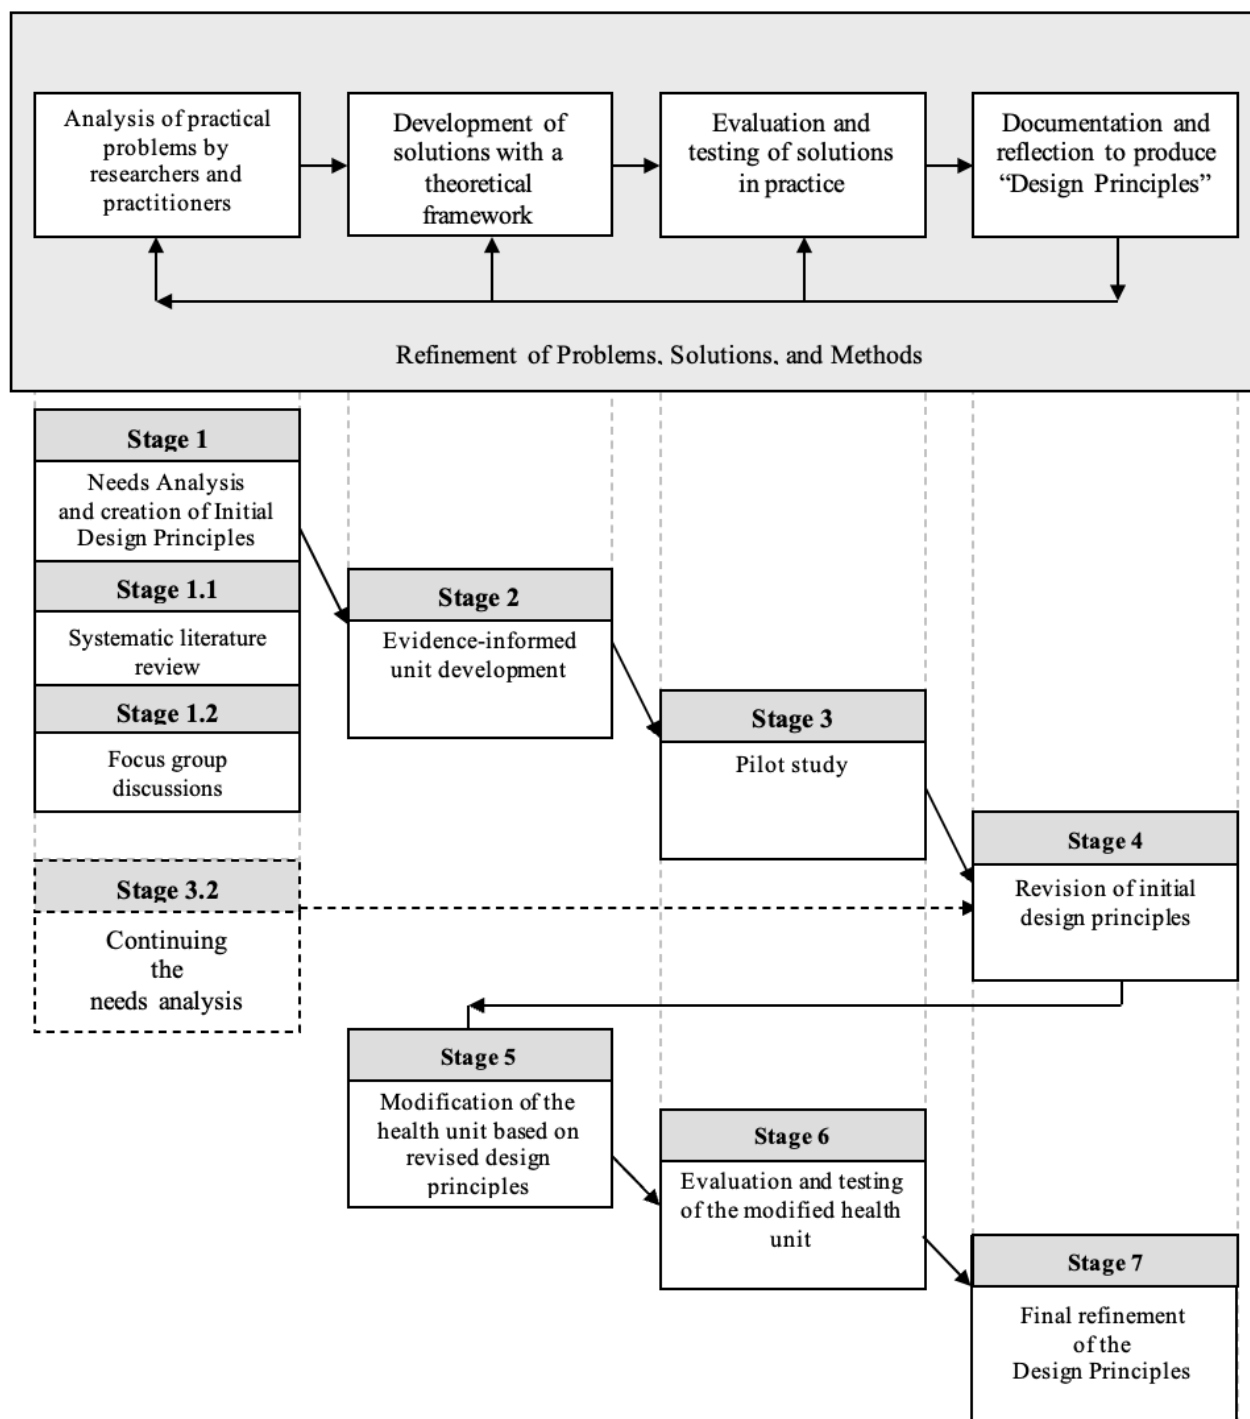 Analysis of practical
problems by
researchers and
practitioners
Development of
solutions with a
theoretical
framework
Evaluation and
testing of solutions
in practice
Documentation and
reflection to produce
“Design Principles”
Refinement of Problems, Solutions, and Methods
Stage 1
Needs Analysis
and creation of Initial
Design Principles
Stage 1.1
Systematic literature
review
Stage 1.2
Focus group
discussions
Stage 2
Evidence-informed
unit development
Stage 3
Pilot study
Stage 4
Revision of initial
design principles
Stage 3.2
Continuing
the
needs analysis
Stage 5
Modification of the
health unit based on
revised design
principles
Stage 6
Evaluation and testing
of the modified health
unit
Stage 7
Final refinement
of the
Design Principles